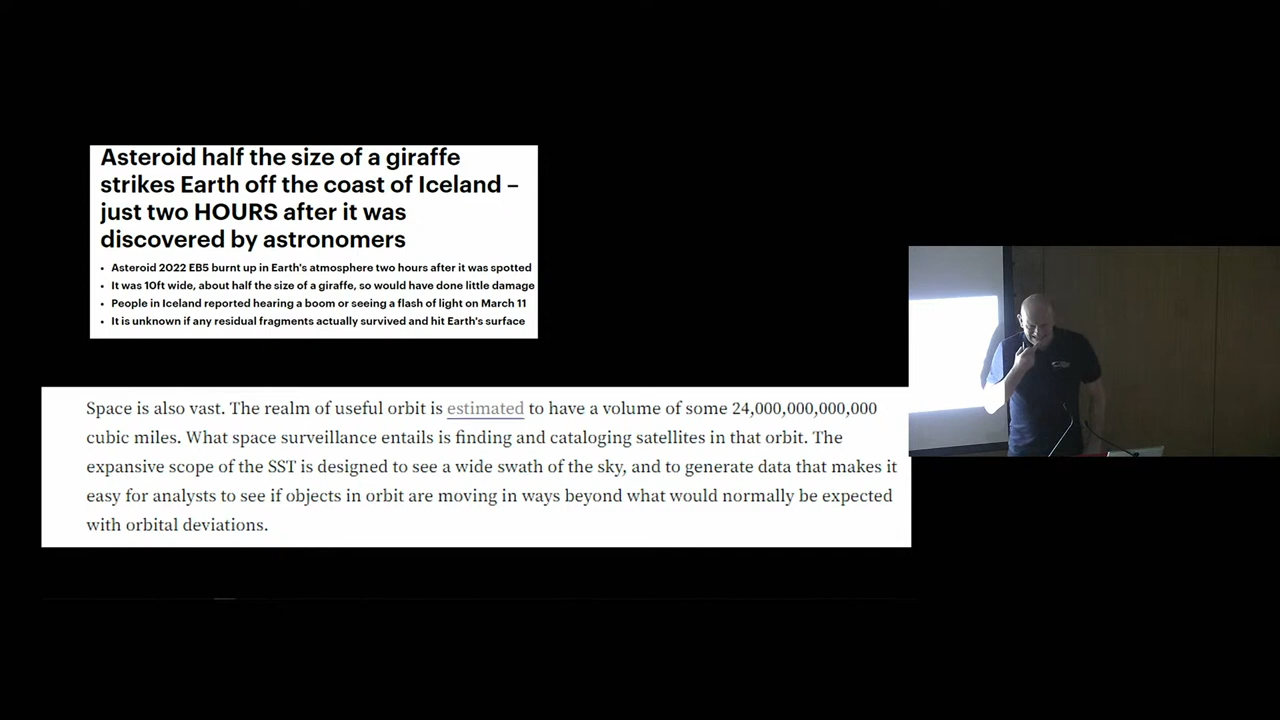 Asteroid half the size of a giraffe
strikes Earth off the coast of Iceland –
just two HOURS after it was
discovered by astronomers
• Asteroid 2022 EB5 burnt up in Earth's atmosphere two hours after it was spotted
• It was 10ft wide, about half the size of a giraffe, so would have done little damage
• People in Iceland reported hearing a boom or seeing a flash of light on March 11
• It is unknown if any residual fragments actually survived and hit Earth's surface
Space is also vast. The realm of useful orbit is estimated to have a volume of some 24,000,000,000,000
cubic miles. What space surveillance entails is finding and cataloging satellites in that orbit. The
expansive scope of the SST is designed to see a wide swath of the sky, and to generate data that makes it
easy for analysts to see if objects in orbit are moving in ways beyond what would normally be expected
with orbital deviations.